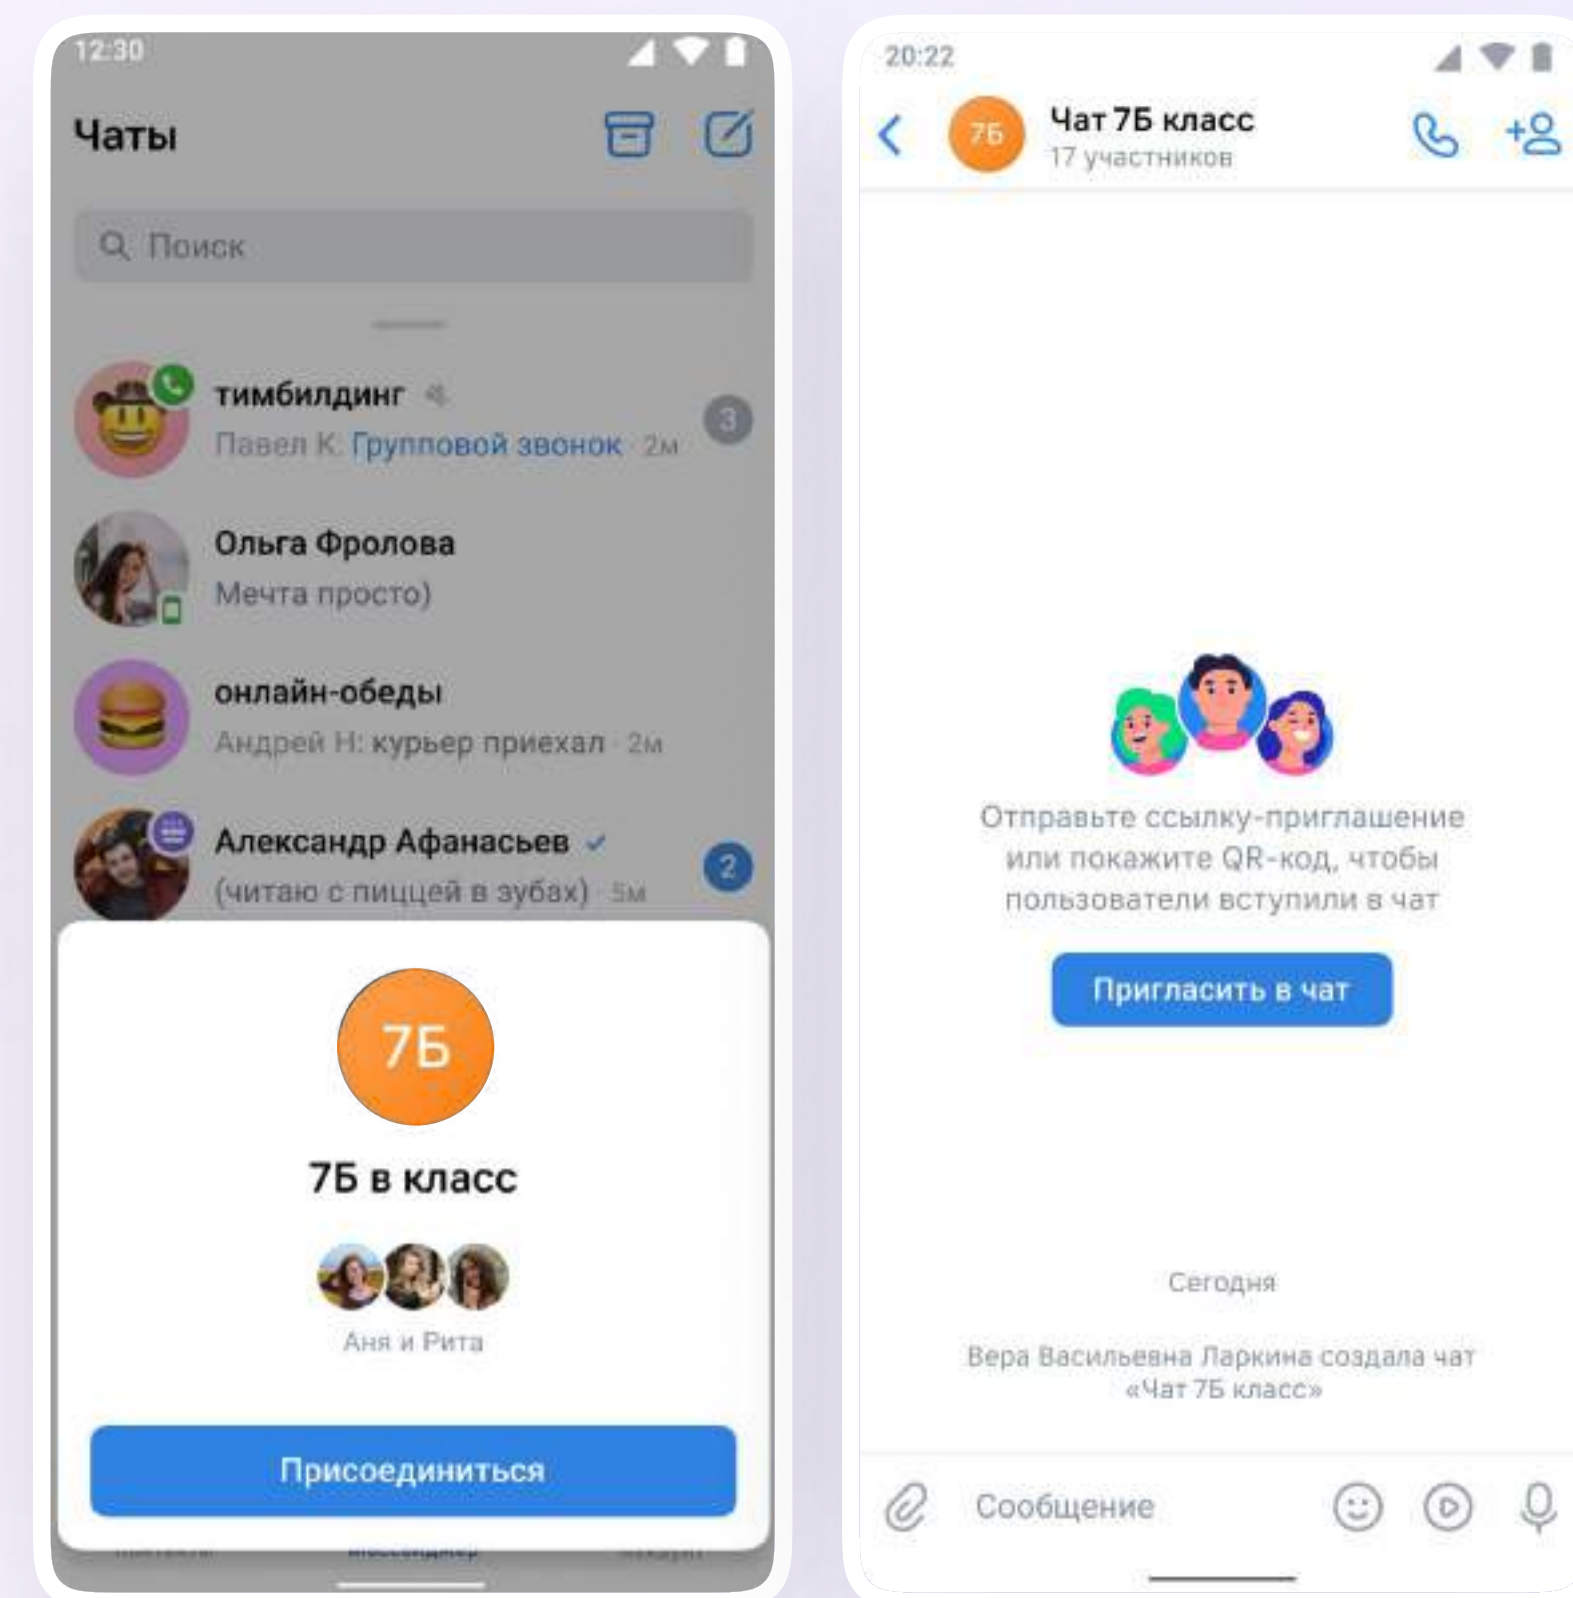 12:30
Чаты
Поиск
тимбилдинг
Павел К: Групповой звонок · 2м
3
Ольга Фролова
Мечта просто)
онлайн-обеды
Андрей Н: курьер приехал · 2м
Александр Афанасьев
(читаю с пиццей в зубах) · 5м
2
7Б
7Б в класс
Аня и Рита
Присоединиться
20:22
7Б
Чат 7Б класс
17 участников
Отправьте ссылку-приглашение
или покажите QR-код, чтобы
пользователи вступили в чат
Пригласить в чат
Сегодня
Вера Васильевна Ларкина создала чат
«Чат 7Б класс»
Сообщение